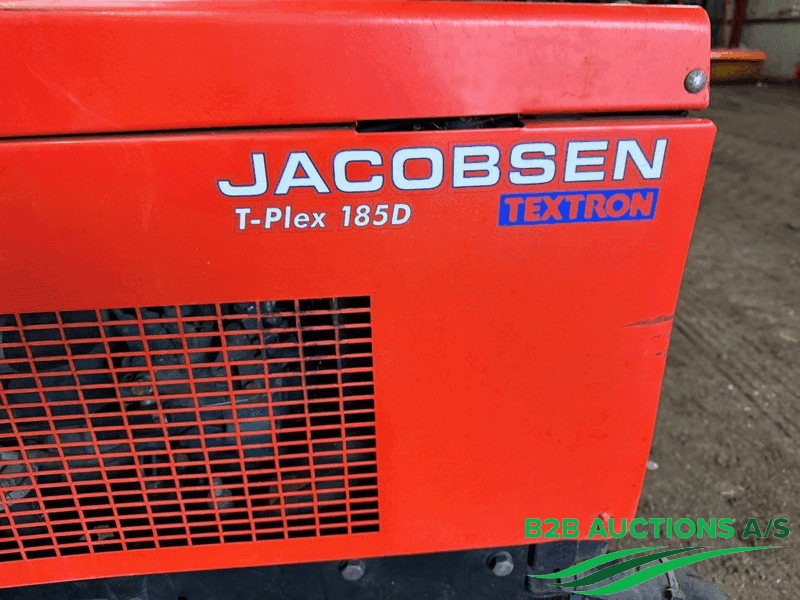 JACOBSEN
T-Plex 185D TEXTRON
B2B AUCTIONS A/S